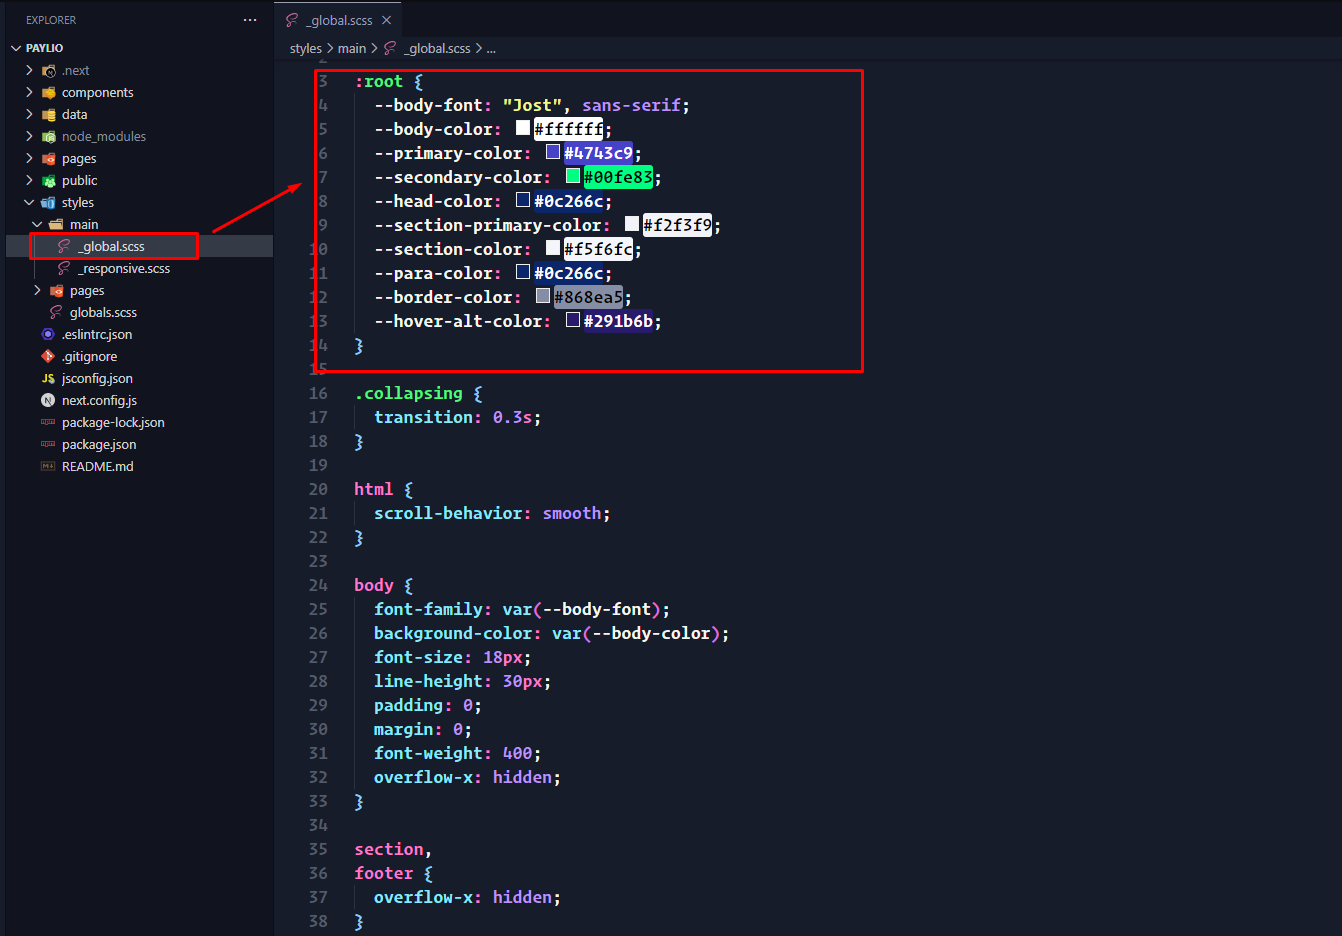 EXPLORER
PAYLIO
.next
components
data
node_modules
pages
public
styles
main
_global.scss
_responsive.scss
pages
globals.scss
.eslintrc.json
.gitignore
JS jsconfig.json
N next.config.js
package-lock.json
package.json
README.md
_global.scss
styles > main > _global.scss > ...
2
3 :root {
4 --body-font: "Jost", sans-serif;
5 --body-color: #ffffff;
6 --primary-color: #4743c9;
7 --secondary-color: #00fe83;
8 --head-color: #0c266c;
9 --section-primary-color: #f2f3f9;
10 --section-color: #f5f6fc;
11 --para-color: #0c266c;
12 --border-color: #868ea5;
13 --hover-alt-color: #291b6b;
14 }
15
16 .collapsing {
17 transition: 0.3s;
18 }
19
20 html {
21 scroll-behavior: smooth;
22 }
23
24 body {
25 font-family: var(--body-font);
26 background-color: var(--body-color);
27 font-size: 18px;
28 line-height: 30px;
29 padding: 0;
30 margin: 0;
31 font-weight: 400;
32 overflow-x: hidden;
33 }
34
35 section,
36 footer {
37 overflow-x: hidden;
38 }